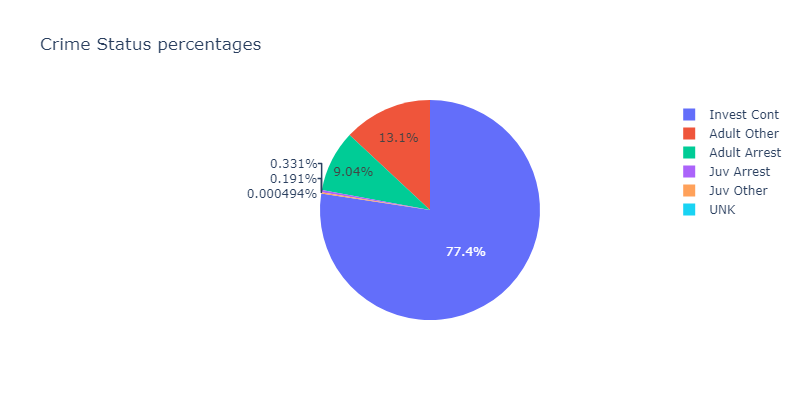 Crime Status percentages
Invest Cont
Adult Other
Adult Arrest
Juv Arrest
Juv Other
UNK
13.1%
0.331%
9.04%
0.191%
0.000494%
77.4%